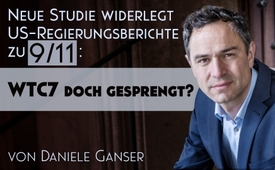 Neue Studie widerlegt
US-Regierungsberichte
zu 9/11:
WTC7 doch gesprengt?
von Daniele Ganser